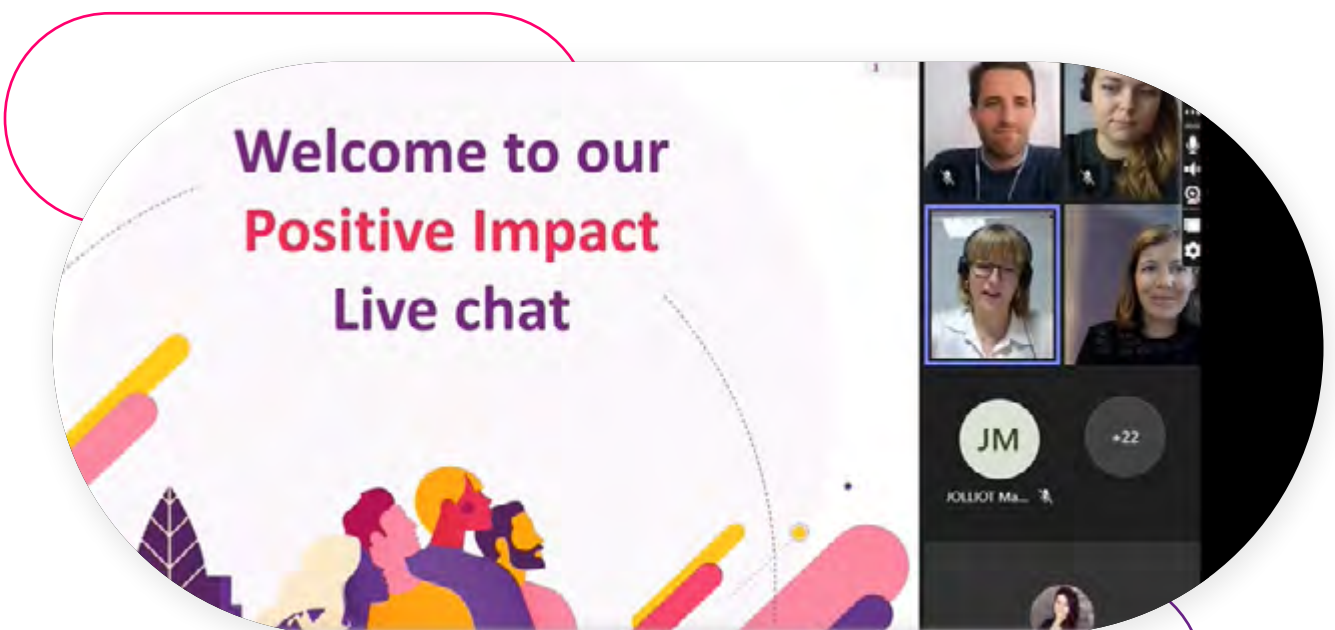 Welcome to our
Positive Impact
Live chat
JM
+22
JOLLIOT Ma...